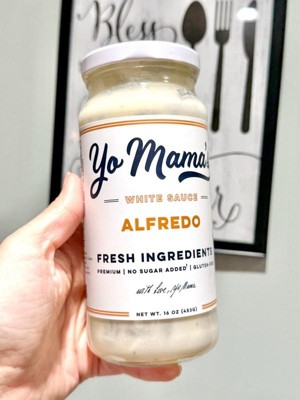 Bless
Yo Mama's
WHITE SAUCE
ALFREDO
FRESH INGREDIENTS
PREMIUM | NO SUGAR ADDED† | GLUTEN
with love, Yo Mama
NET WT. 16 OZ (453G)